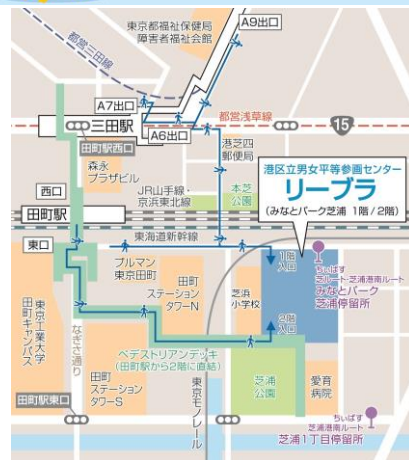 東京都福祉保健局
障害者福祉会館
A9出口
都営三田線
A7出口
都営浅草線
15
三田駅
A6出口
田町駅西口
港芝四
郵便局
森永
プラザビル
港区立男女平等参画センター
リーブラ
(みなとパーク芝浦 1階/2階)
西口
JR山手線・
京浜東北線
本芝
公園
田町駅
東海道新幹線
東口
1階
入口
ちぃばす
芝ルート・芝浦港南ルート
みなとパーク
芝浦停留所
プルマン
東京田町
田町
ステーション
タワーN
芝浜
小学校
2階
入口
東京工業大学
田町キャンパス
なぎさ通り
ペデストリアンデッキ
(田町駅から2階に直結)
田町
ステーション
タワーS
東京モノレール
芝浦
公園
愛育
病院
田町駅東口
ちぃばす
芝浦港南ルート
芝浦1丁目停留所